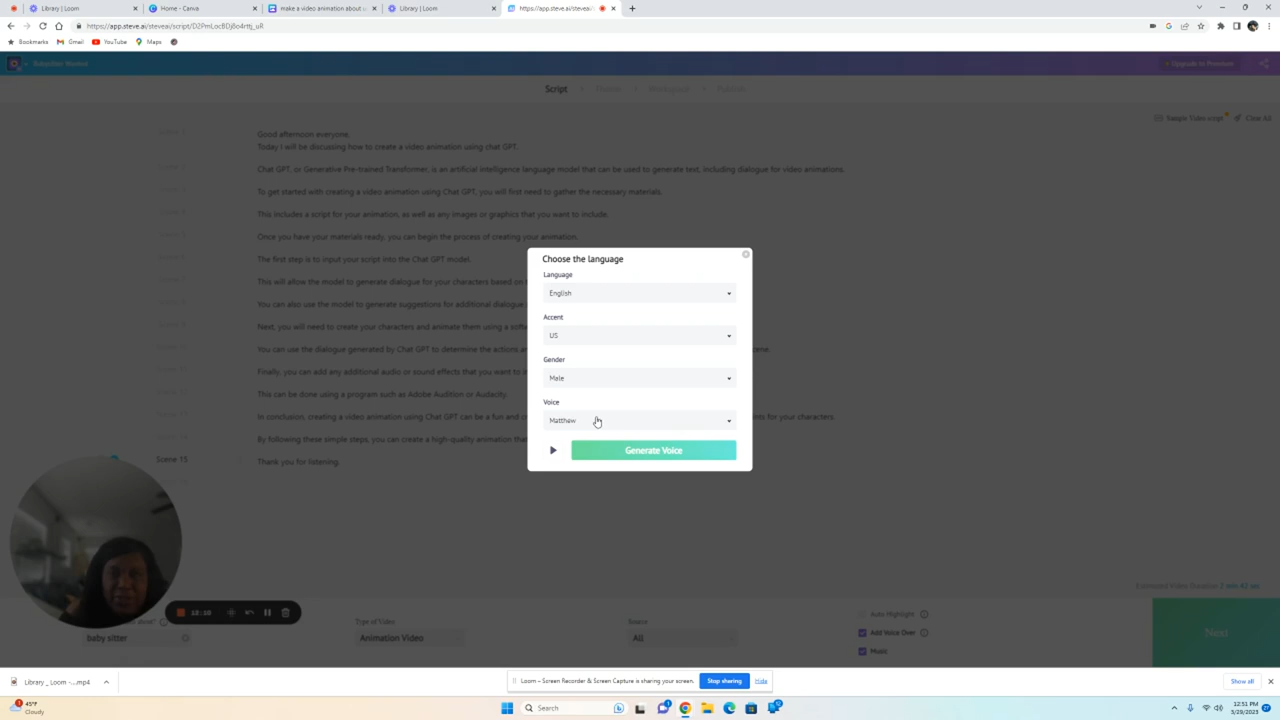 Library | Loom
Home - Canva
make a video animation about u
Library | Loom
https://app.steve.ai/steveai/
https://app.steve.ai/steveai/script/D2PmLocBDj8o4rttj_uR
Bookmarks
Gmail
YouTube
Maps
Babysitter Wanted
Upgrade to Premium
Script
Publish
Sample Video script
Clear All
Good afternoon everyone.
Today I will be discussing how to create a video animation using chat GPT.
Chat GPT, or Generative Pre-trained Transformer, is an artificial intelligence language model that can be used to generate text, including dialogue for video animations.
To get started with creating a video animation using Chat GPT, you will first need to gather the necessary materials.
This includes a script for your animation, as well as any images or graphics that you want to include.
Once you have your materials ready, you can begin the process of creating your animation.
The first step is to input your script into the Chat GPT model.
This will allow the model to generate dialogue for your characters based on
You can also use the model to generate suggestions for additional dialogue
Next, you will need to create your characters and animate them using a softw
You can use the dialogue generated by Chat GPT to determine the actions a
Finally, you can add any additional audio or sound effects that you want to i
This can be done using a program such as Adobe Audition or Audacity.
In conclusion, creating a video animation using Chat GPT can be a fun and c
nts for your characters.
By following these simple steps, you can create a high-quality animation that
Scene 15
Thank you for listening.
Choose the language
Language
English
Accent
US
Gender
Male
Voice
Matthew
Generate Voice
Estimated Video Duration 2 min 42 sec
12:10
about?
baby sitter
Type of Video
Animation Video
Source
All
Auto Highlight
Add Voice Over
Music
Next
Library _ Loom -....mp4
Loom – Screen Recorder & Screen Capture is sharing your screen.
Stop sharing
Hide
Show all
45°F
Cloudy
Search
12:51 PM
3/29/2023